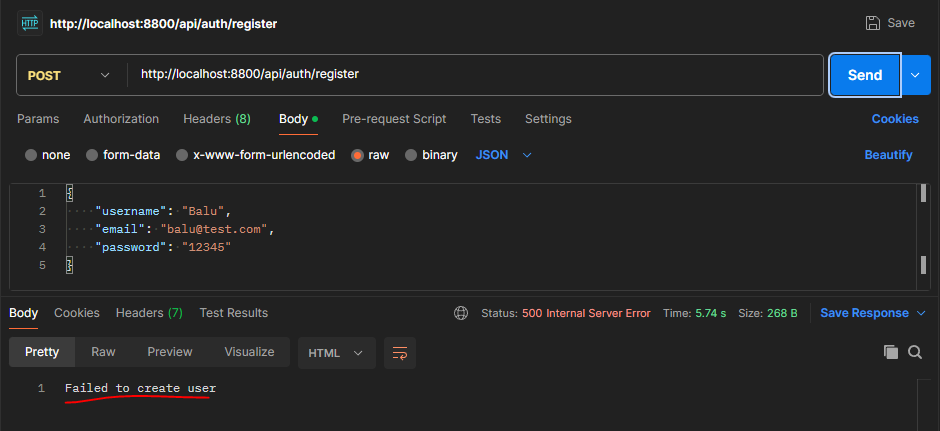 HTTP http://localhost:8800/api/auth/register Save
POST http://localhost:8800/api/auth/register Send
Params Authorization Headers (8) Body Pre-request Script Tests Settings Cookies
none form-data x-www-form-urlencoded raw binary JSON Beautify
1 {
2 "username": "Balu",
3 "email": "balu@test.com",
4 "password": "12345"
5 }
Body Cookies Headers (7) Test Results Status: 500 Internal Server Error Time: 5.74 s Size: 268 B Save Response
Pretty Raw Preview Visualize HTML
1 Failed to create user